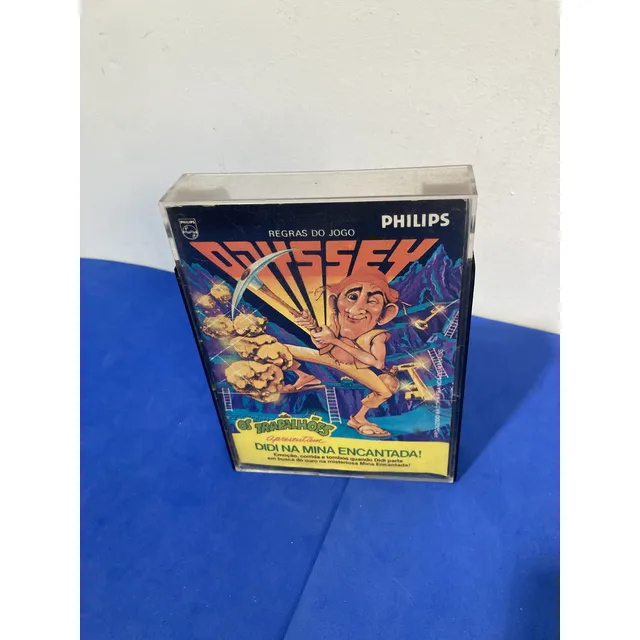 PHILIPS
PHILIPS
REGRAS DO JOGO
ODYSSEY
OS TRAPALHÕES
apresentam
DIDI NA MINA ENCANTADA!
Emoção, corrida e tombos quando Didi parte
em busca do ouro na misteriosa Mina Encantada!